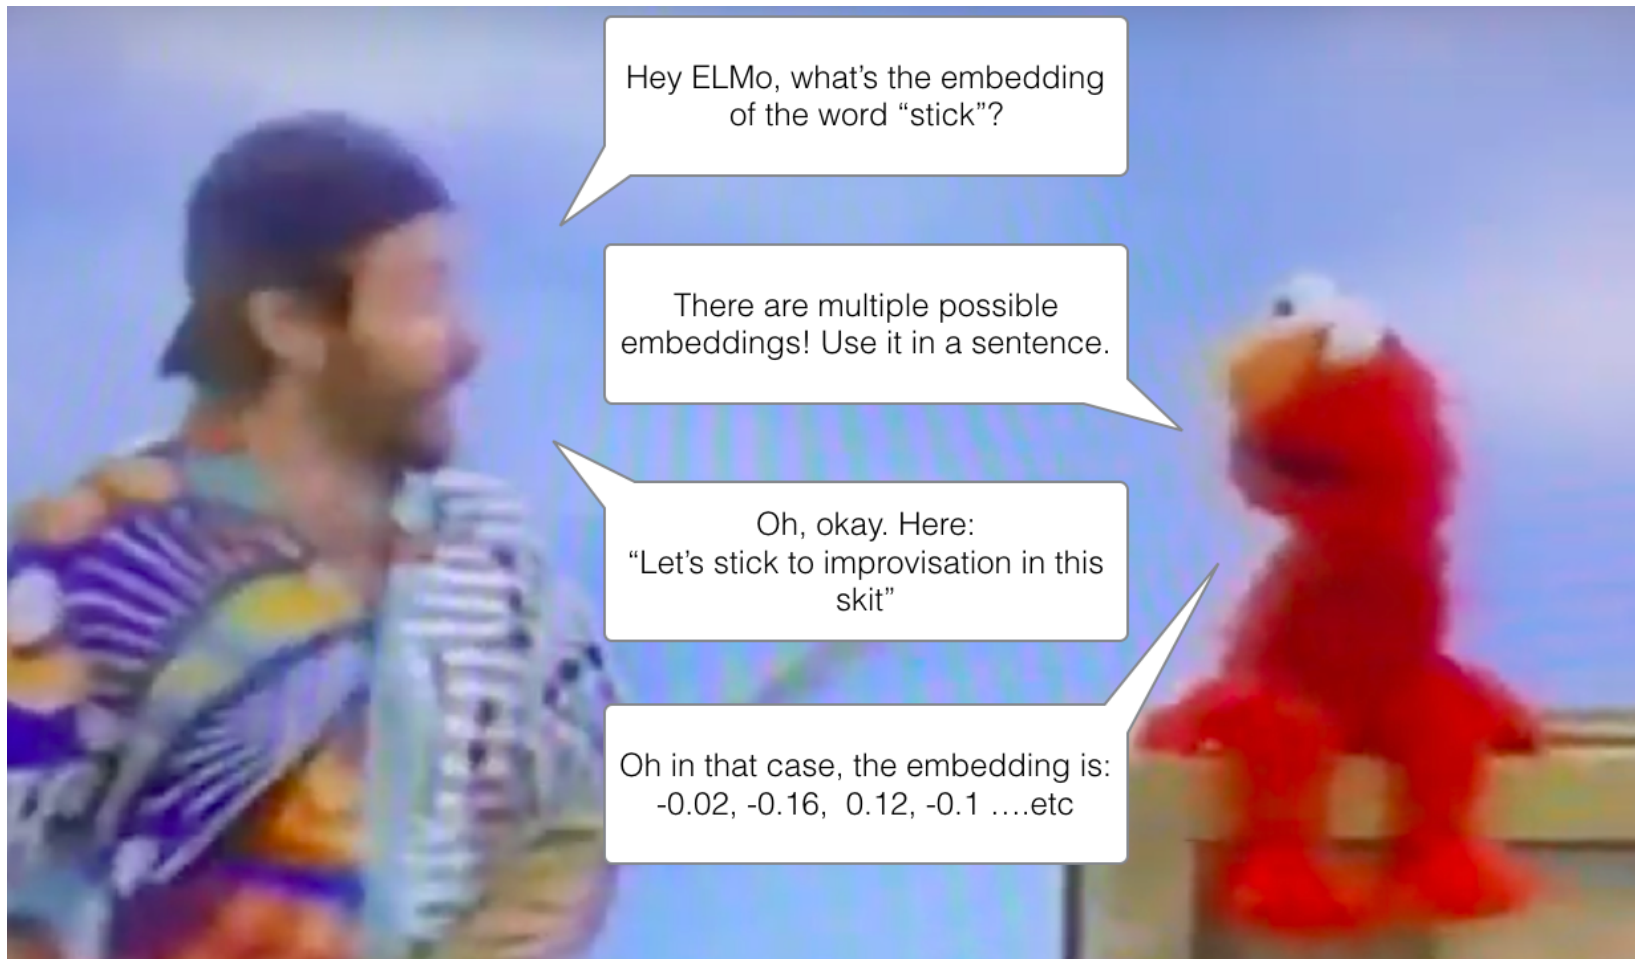 Hey ELMo, what’s the embedding
of the word “stick”?
There are multiple possible
embeddings! Use it in a sentence.
Oh, okay. Here:
“Let’s stick to improvisation in this
skit”
Oh in that case, the embedding is:
-0.02, -0.16,  0.12, -0.1 ….etc